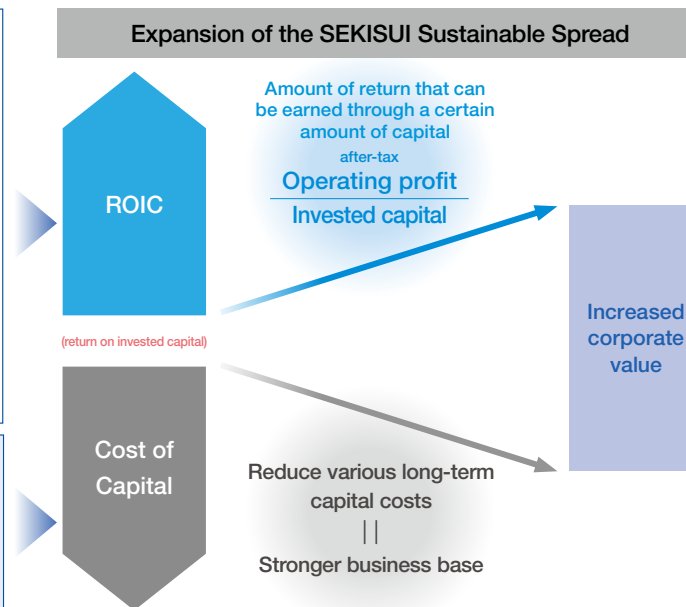 Expansion of the SEKISUI Sustainable Spread
Amount of return that can
be earned through a certain
amount of capital
after-tax
Operating profit
Invested capital
ROIC
(return on invested capital)
Increased
corporate
value
Cost of
Capital
Reduce various long-term
capital costs
||
Stronger business base